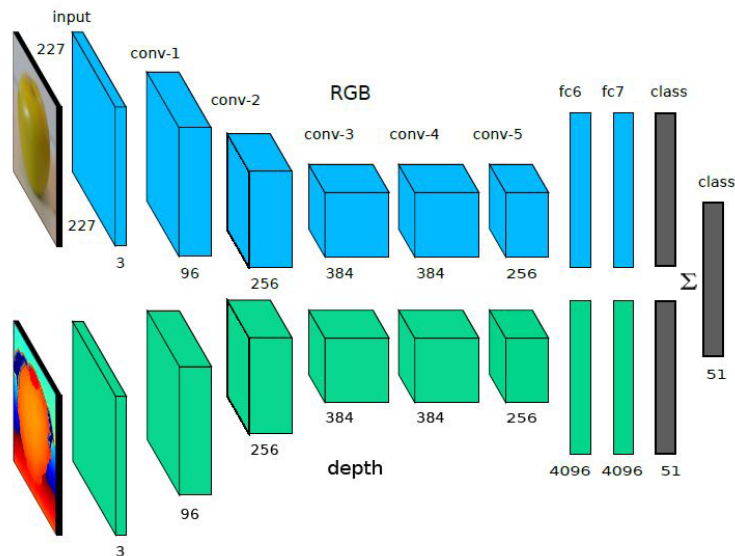 input
227
conv-1
conv-2
RGB
conv-3
conv-4
conv-5
fc6
fc7
class
class
227
3
96
256
384
384
256
Σ
51
3
96
256
384
384
256
depth
4096
4096
51